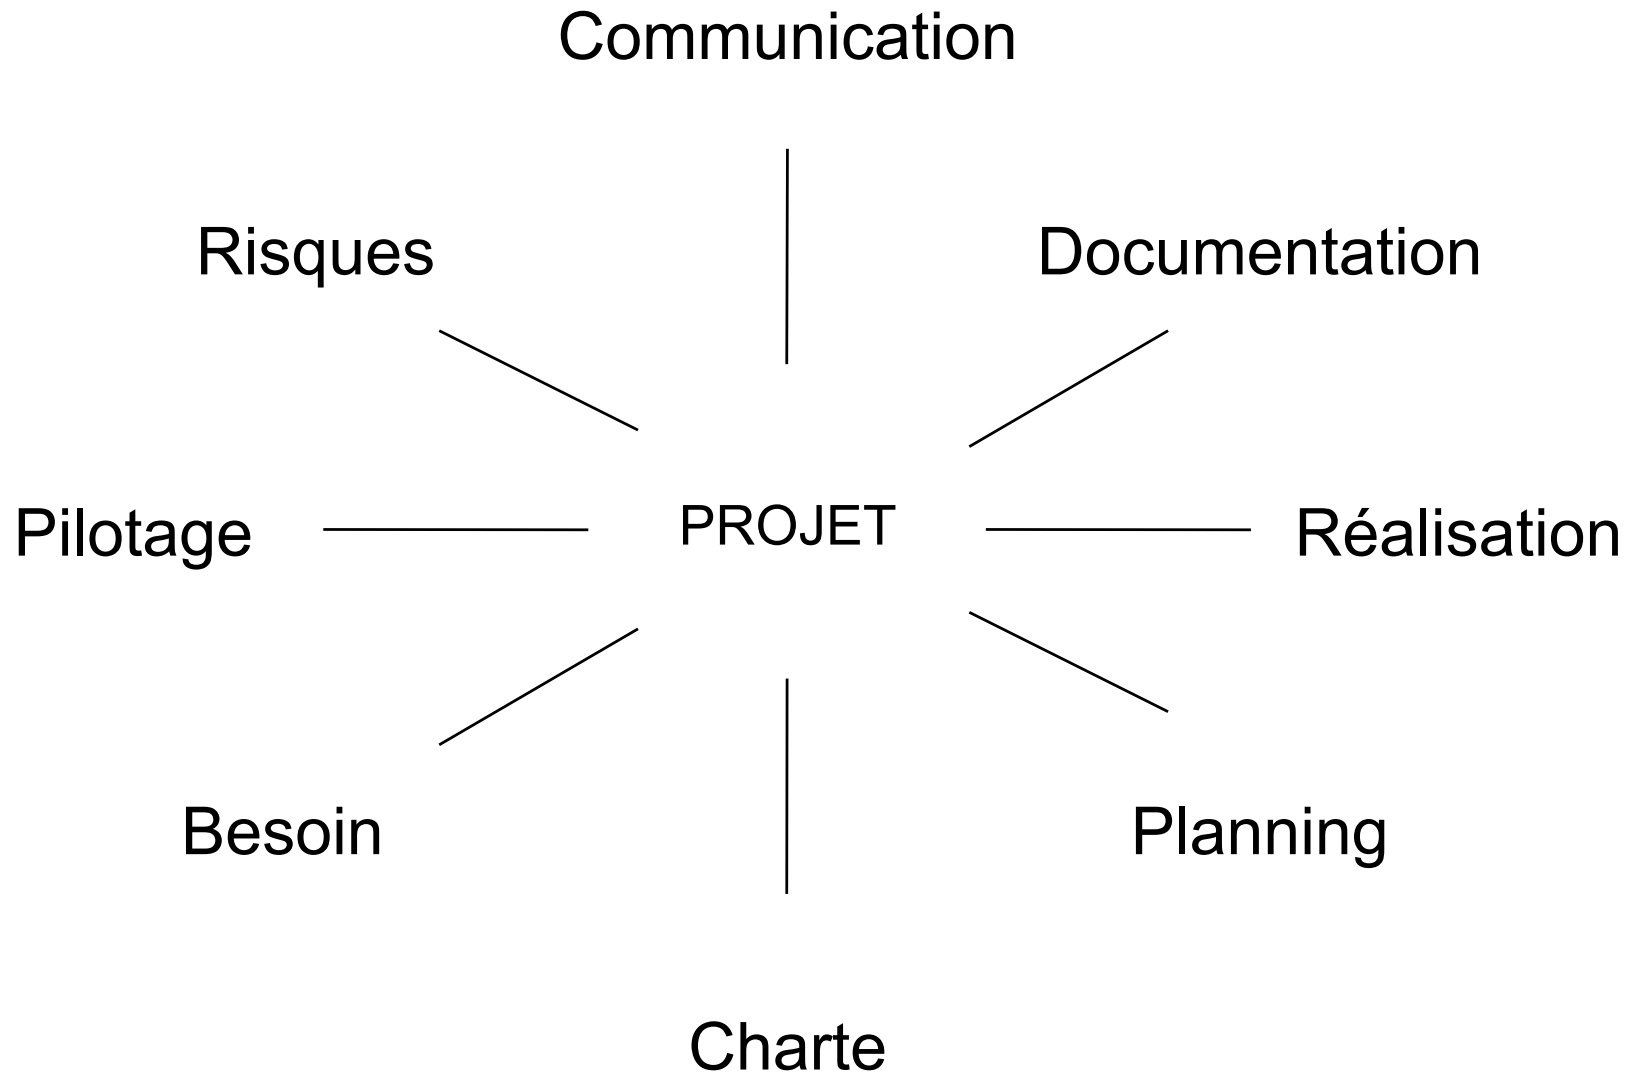 Communication
Risques
Documentation
Pilotage
PROJET
Réalisation
Besoin
Planning
Charte